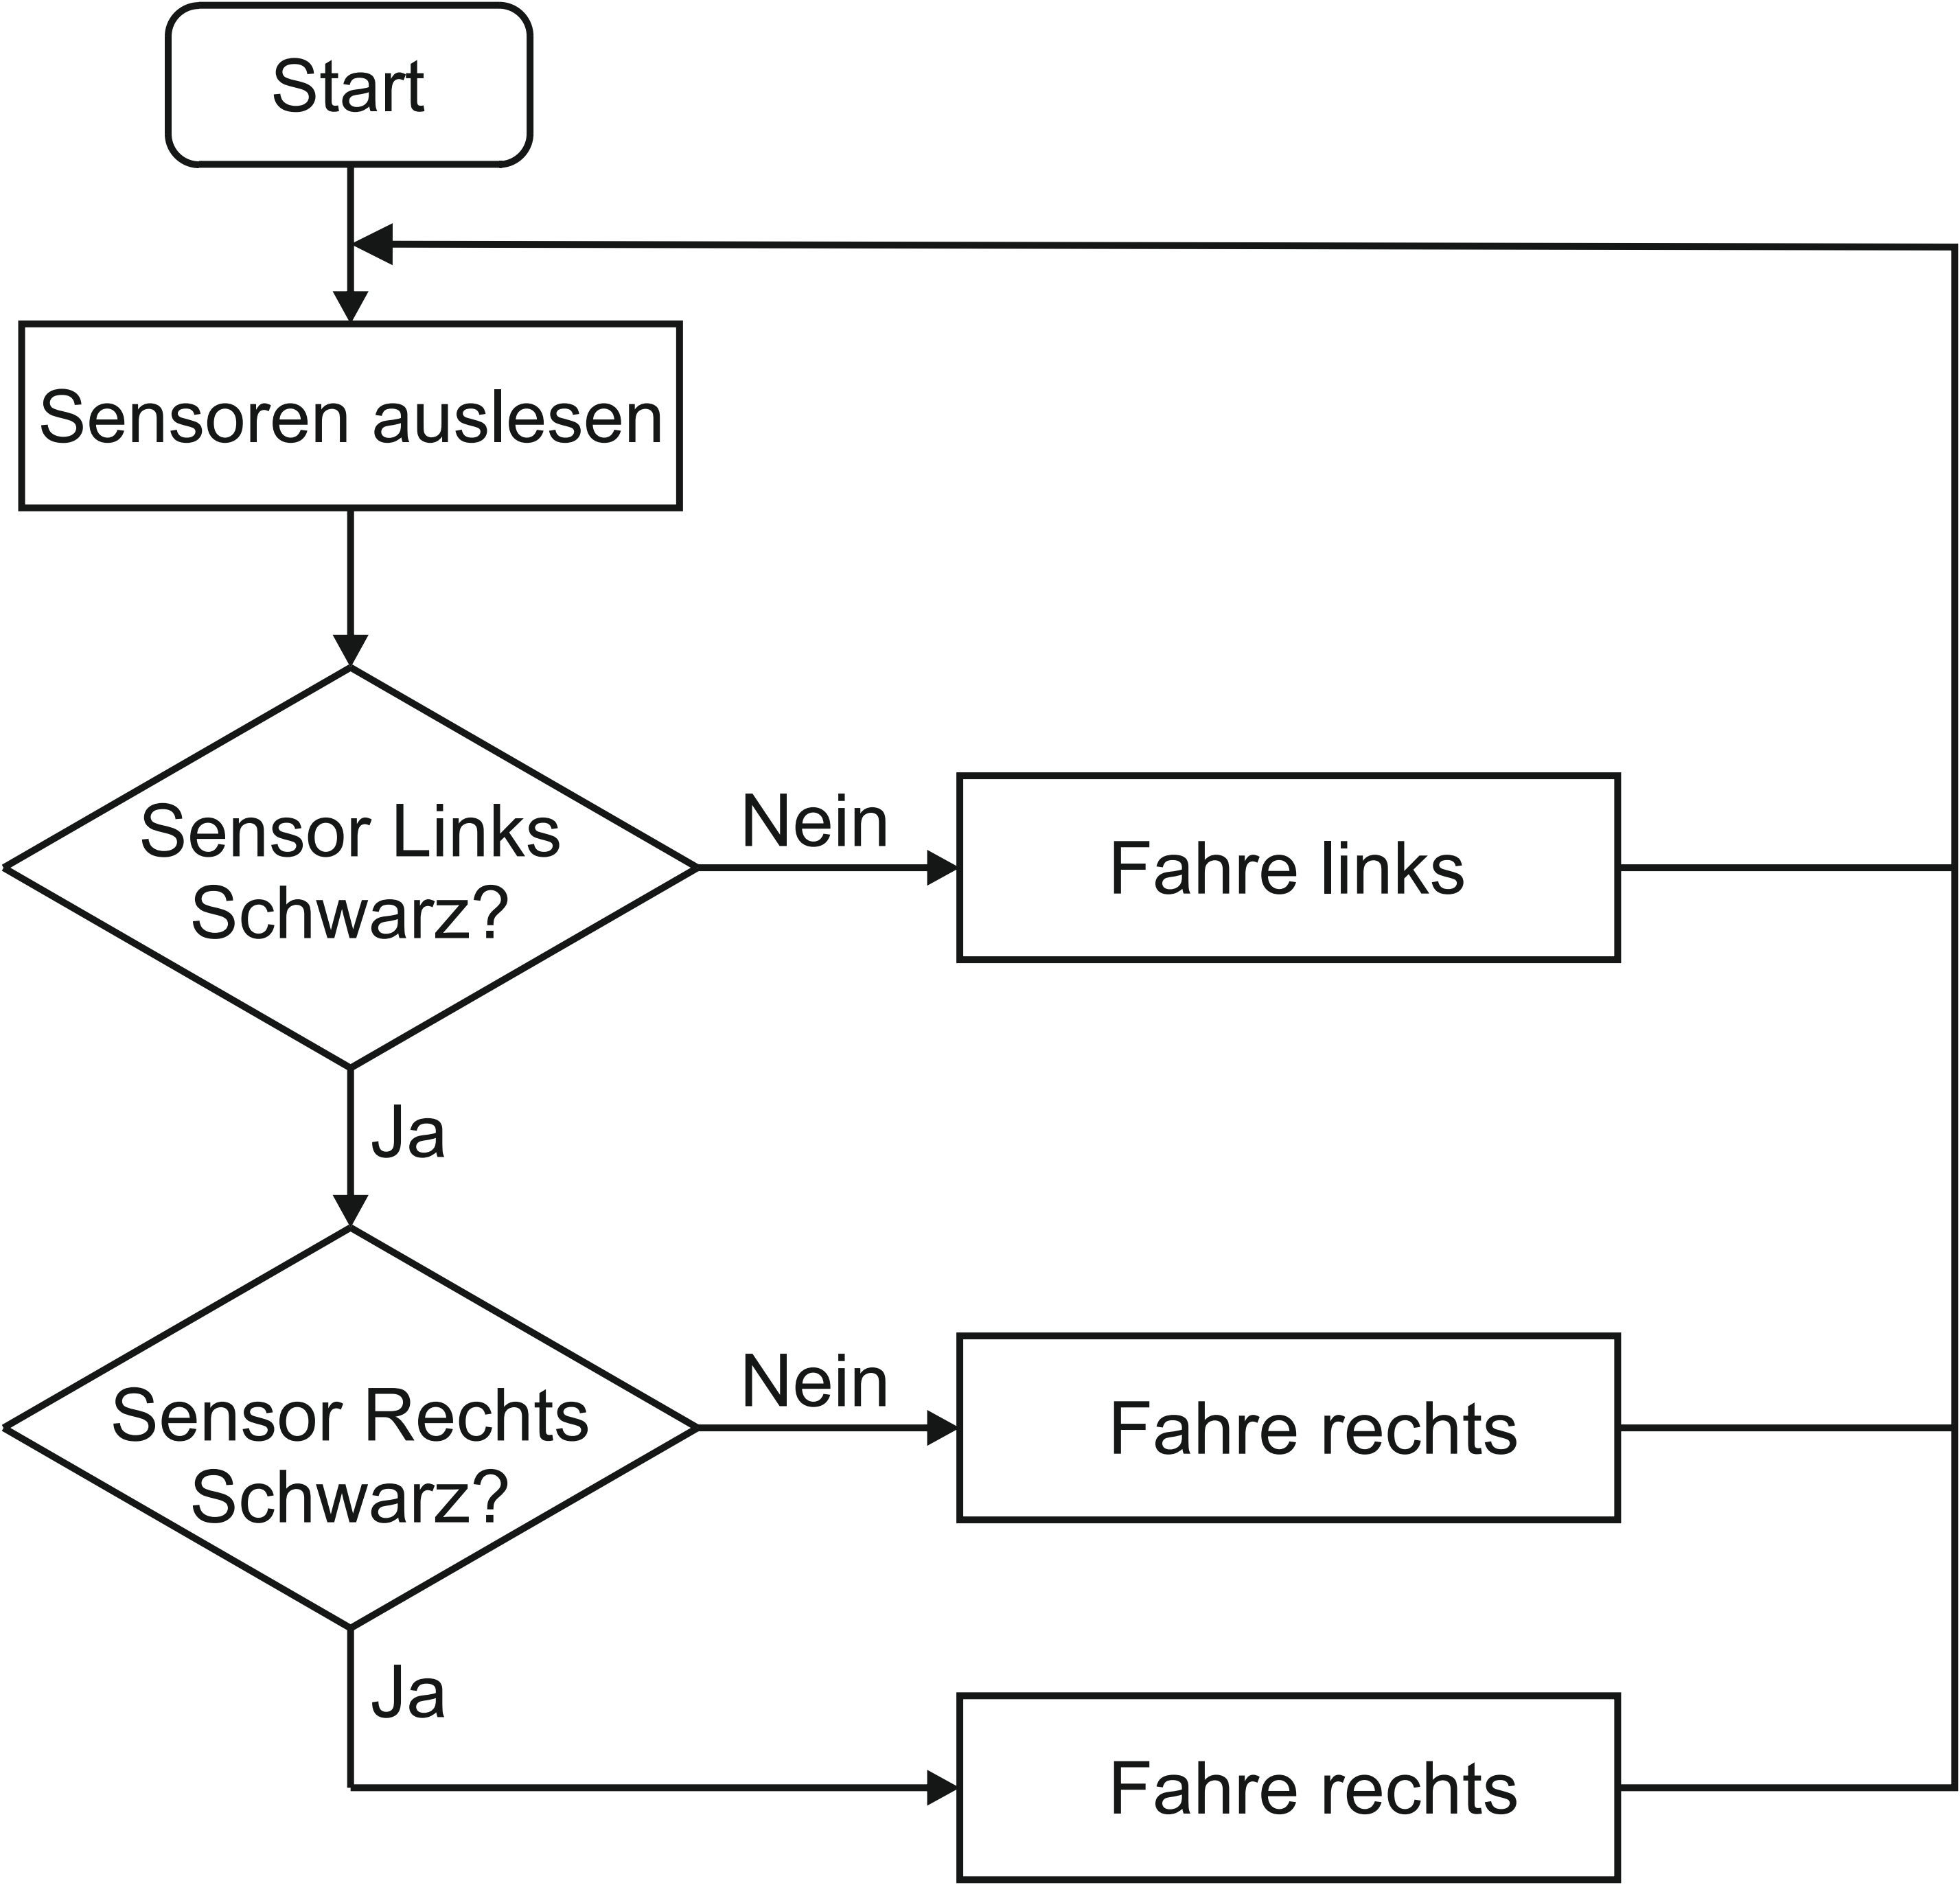 Start
Sensoren auslesen
Sensor Links
Schwarz?
Nein
Fahre links
Ja
Sensor Rechts
Schwarz?
Nein
Fahre rechts
Ja
Fahre rechts